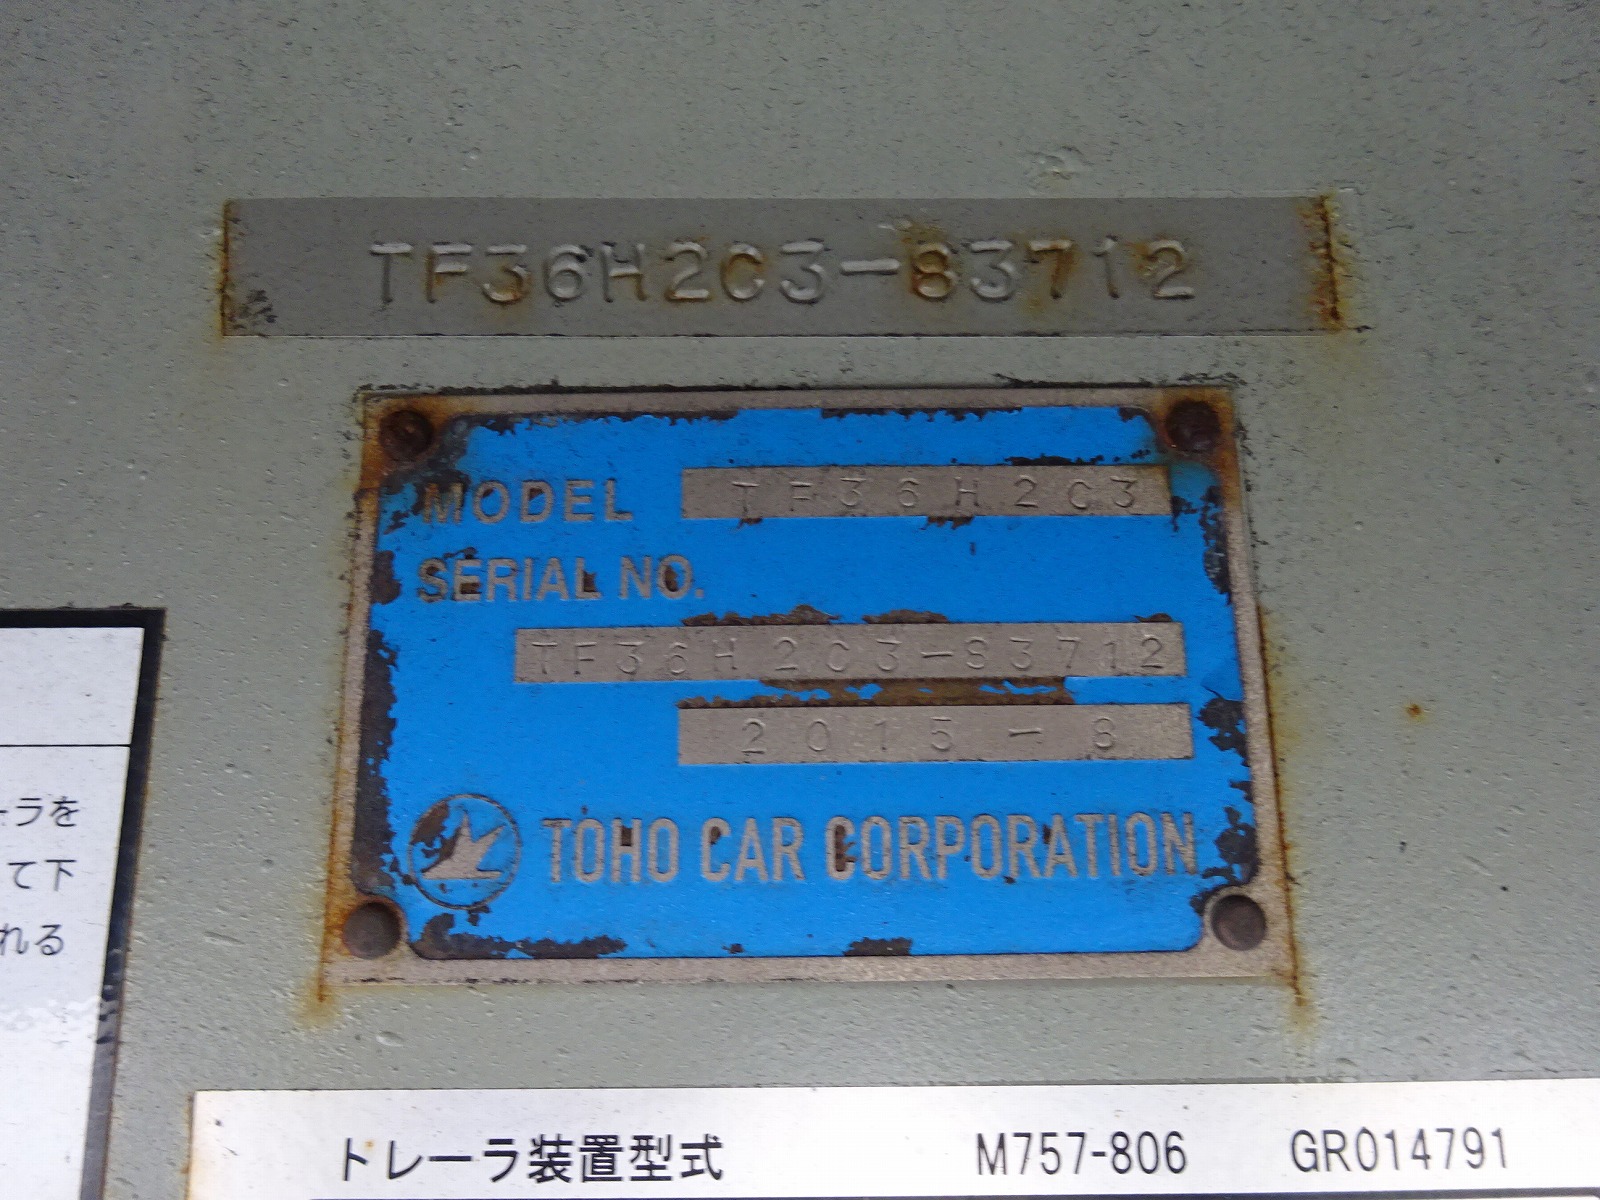 TF36H2C3-83712
MODEL TF36H2C3
SERIAL NO.
TF36H2C3-83712
2015-8
TOHO CAR CORPORATION
ーラを
て下
れる
トレーラ装置型式 M757-806 GR014791